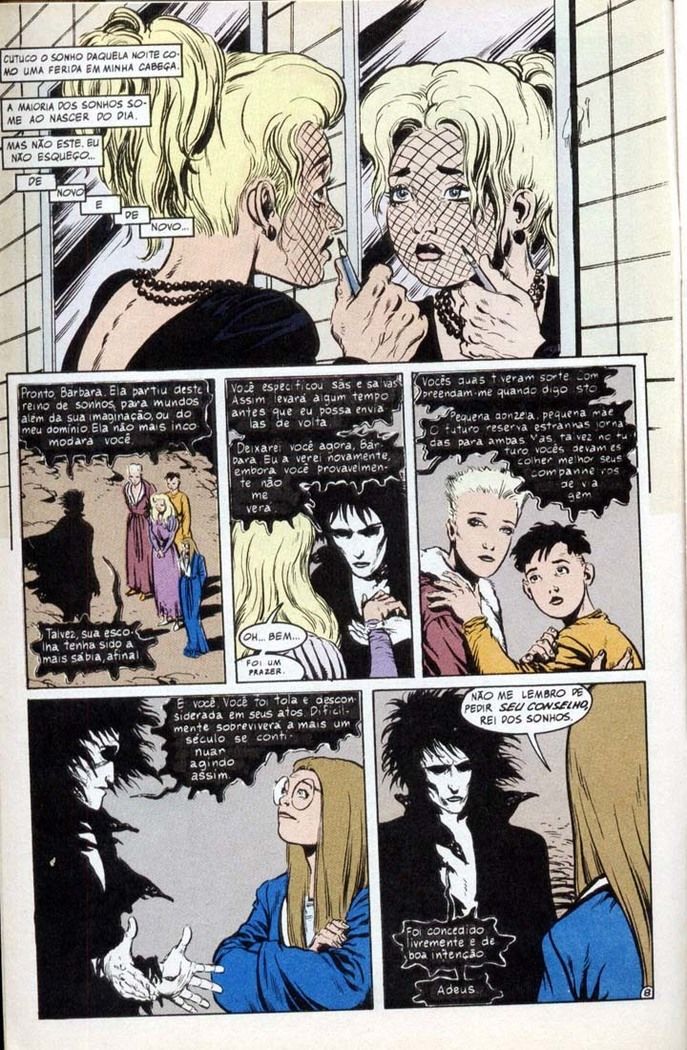 CUTUCO O SONHO DAQUELA NOITE CO-
MO UMA FERIDA EM MINHA CABEÇA.
A MAIORIA DOS SONHOS SO-
ME AO NASCER DO DIA.
MAS NÃO ESTE. EU
NÃO ESQUEÇO...
DE
NOVO
E
DE
NOVO...
Pronto, Bárbara. Ela partiu deste
reino de sonhos, para mundos
além da sua imaginação, ou do
meu domínio. Ela não mais inco
modará você
Talvez, sua esco-
lha tenha sido a
mais sábia, afinal
Você especificou sãs e salvas
Assim levará algum tempo
antes que eu possa envia
las de volta.
Deixarei você agora, Bár-
bara Eu a verei novamente,
embora você provavelmen-
te não
me
verá
OH... BEM...
FOI UM
PRAZER.
Vocês duas tiveram sorte. Com
preendam-me quando digo isto
Pequena donzela, pequena mãe
O futuro reserva estranhas jorna
das para ambas Mas, talvez no fu
turo vocês devam es
colher melhor seus
companheiros
de via
gem
E você. Você foi tola e descon-
siderada em seus atos. Dificil-
mente sobreviverá a mais um
século se conti-
nuar
agindo
assim.
NÃO ME LEMBRO DE
PEDIR SEU CONSELHO,
REI DOS SONHOS.
Foi concedido
livremente e de
boa intenção
Adeus.
8